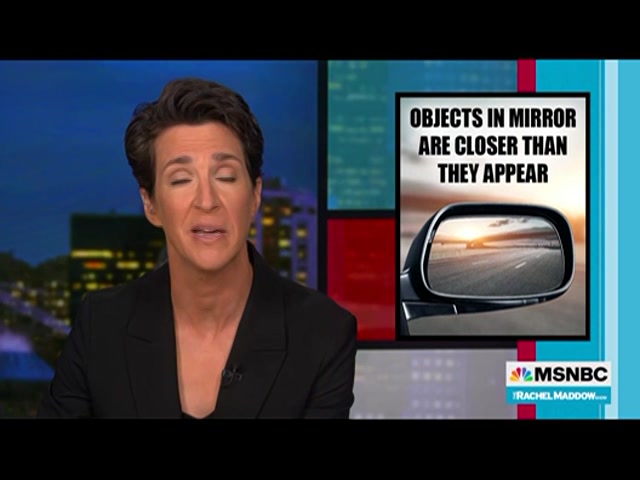 OBJECTS IN MIRROR
ARE CLOSER THAN
THEY APPEAR
MSNBC
THE RACHEL MADDOW SHOW